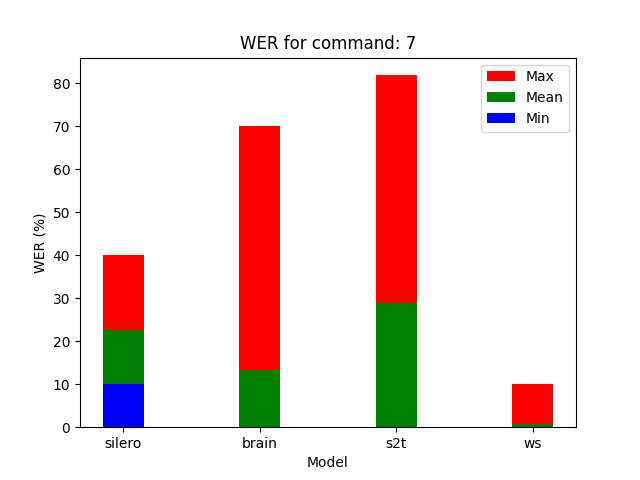 WER for command: 7
Max
Mean
Min
WER (%)
80
70
60
50
40
30
20
10
0
silero brain s2t ws
Model